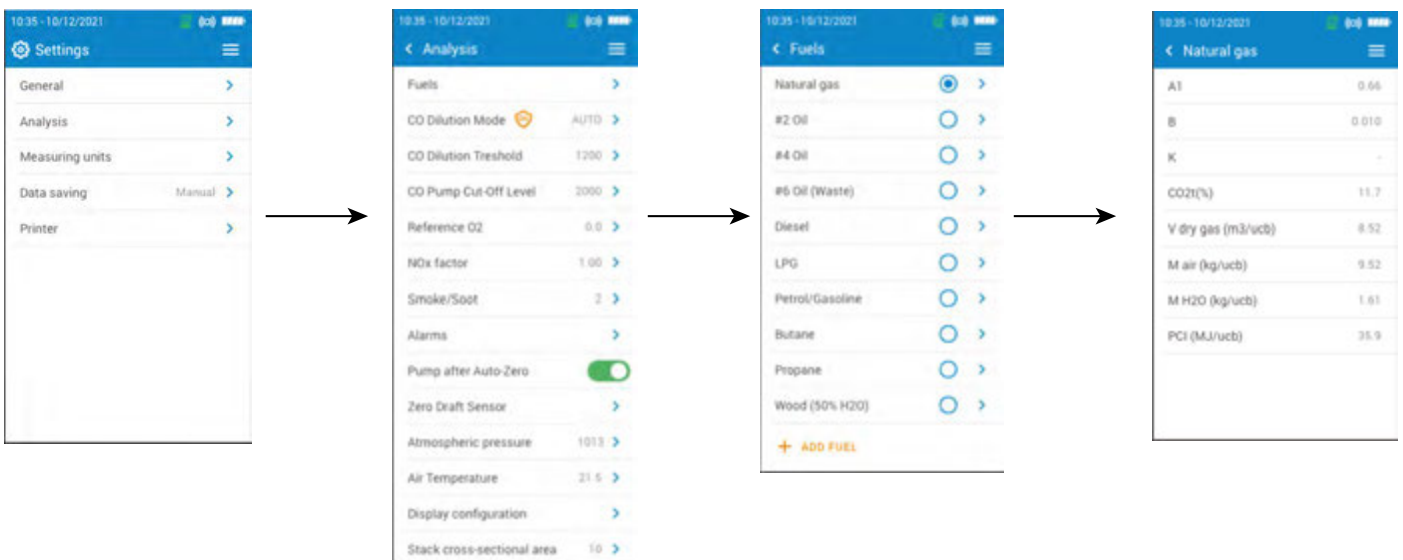 10:35 - 10/12/2021
Settings
General
Analysis
Measuring units
Data saving Manual
Printer
10:35 - 10/12/2021
Analysis
Fuels
CO Dilution Mode AUTO
CO Dilution Treshold 1200
CO Pump Cut-Off Level 2000
Reference O2 0.0
NOx factor 1.00
Smoke/Soot 2
Alarms
Pump after Auto-Zero
Zero Draft Sensor
Atmospheric pressure 1013
Air Temperature 21.5
Display configuration
Stack cross-sectional area 10
10:35 - 10/12/2021
Fuels
Natural gas
#2 Oil
#4 Oil
#6 Oil (Waste)
Diesel
LPG
Petrol/Gasoline
Butane
Propane
Wood (50% H2O)
+ ADD FUEL
10:35 - 10/12/2021
Natural gas
A1 0.66
B 0.010
K -
CO2t(%) 11.7
V dry gas (m3/ucb) 8.52
M air (kg/ucb) 9.52
M H2O (kg/ucb) 1.61
PCI (MJ/ucb) 35.9